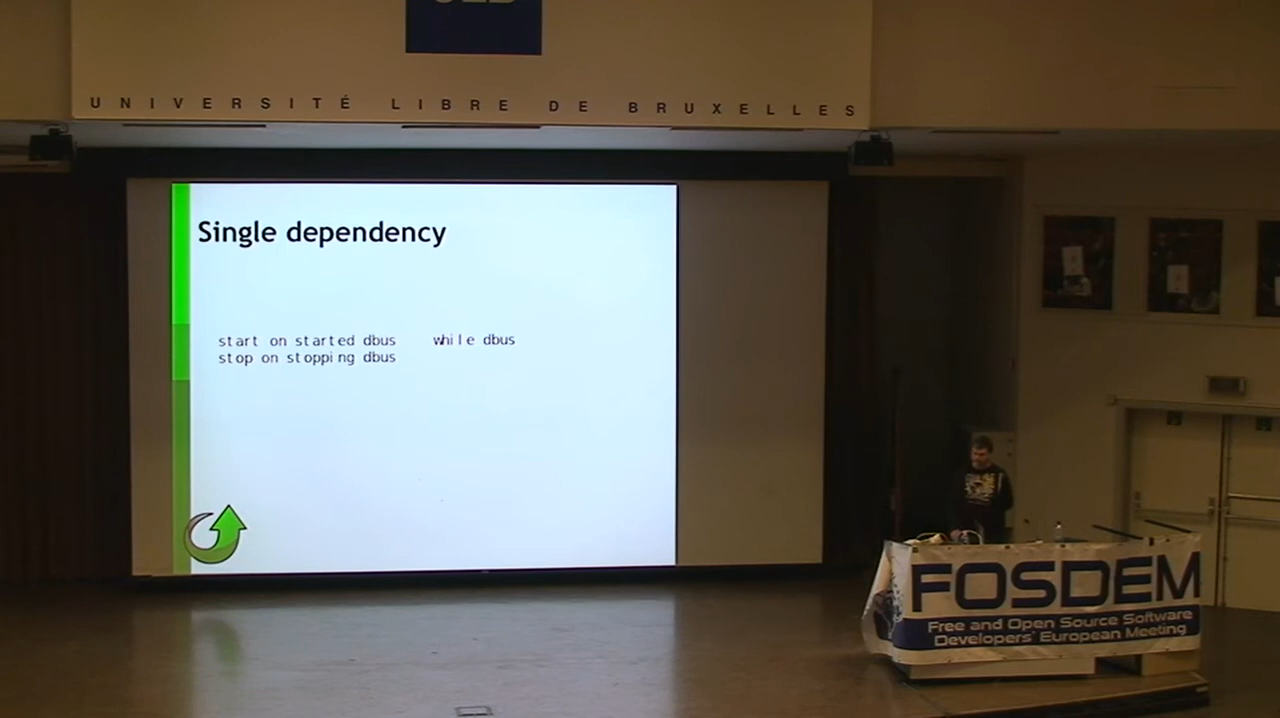 UNIVERSITÉ LIBRE DE BRUXELLES
Single dependency
start on started dbus while dbus
stop on stopping dbus
FOSDEM
Free and Open Source Software
Developers' European Meeting